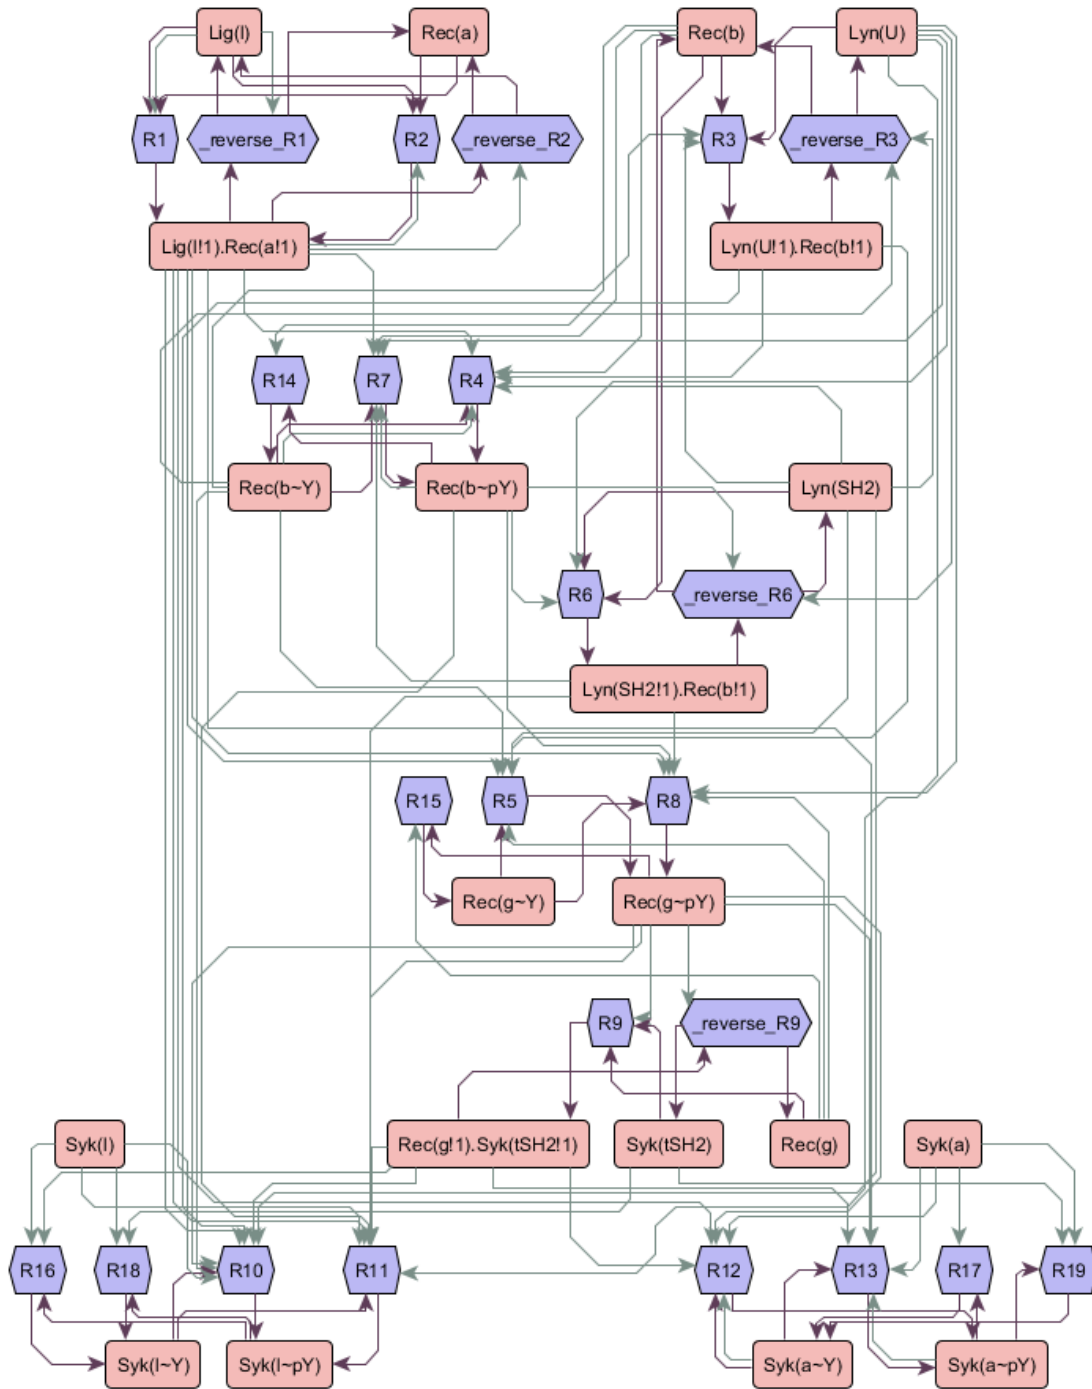 Lig(l)
Rec(a)
Rec(b)
Lyn(U)
R1
_reverse_R1
R2
_reverse_R2
R3
_reverse_R3
Lig(l!1).Rec(a!1)
Lyn(U!1).Rec(b!1)
R14
R7
R4
Rec(b~Y)
Rec(b~pY)
Lyn(SH2)
R6
_reverse_R6
Lyn(SH2!1).Rec(b!1)
R15
R5
R8
Rec(g~Y)
Rec(g~pY)
R9
_reverse_R9
Syk(l)
Rec(g!1).Syk(tSH2!1)
Syk(tSH2)
Rec(g)
Syk(a)
R16
R18
R10
R11
R12
R13
R17
R19
Syk(l~Y)
Syk(l~pY)
Syk(a~Y)
Syk(a~pY)